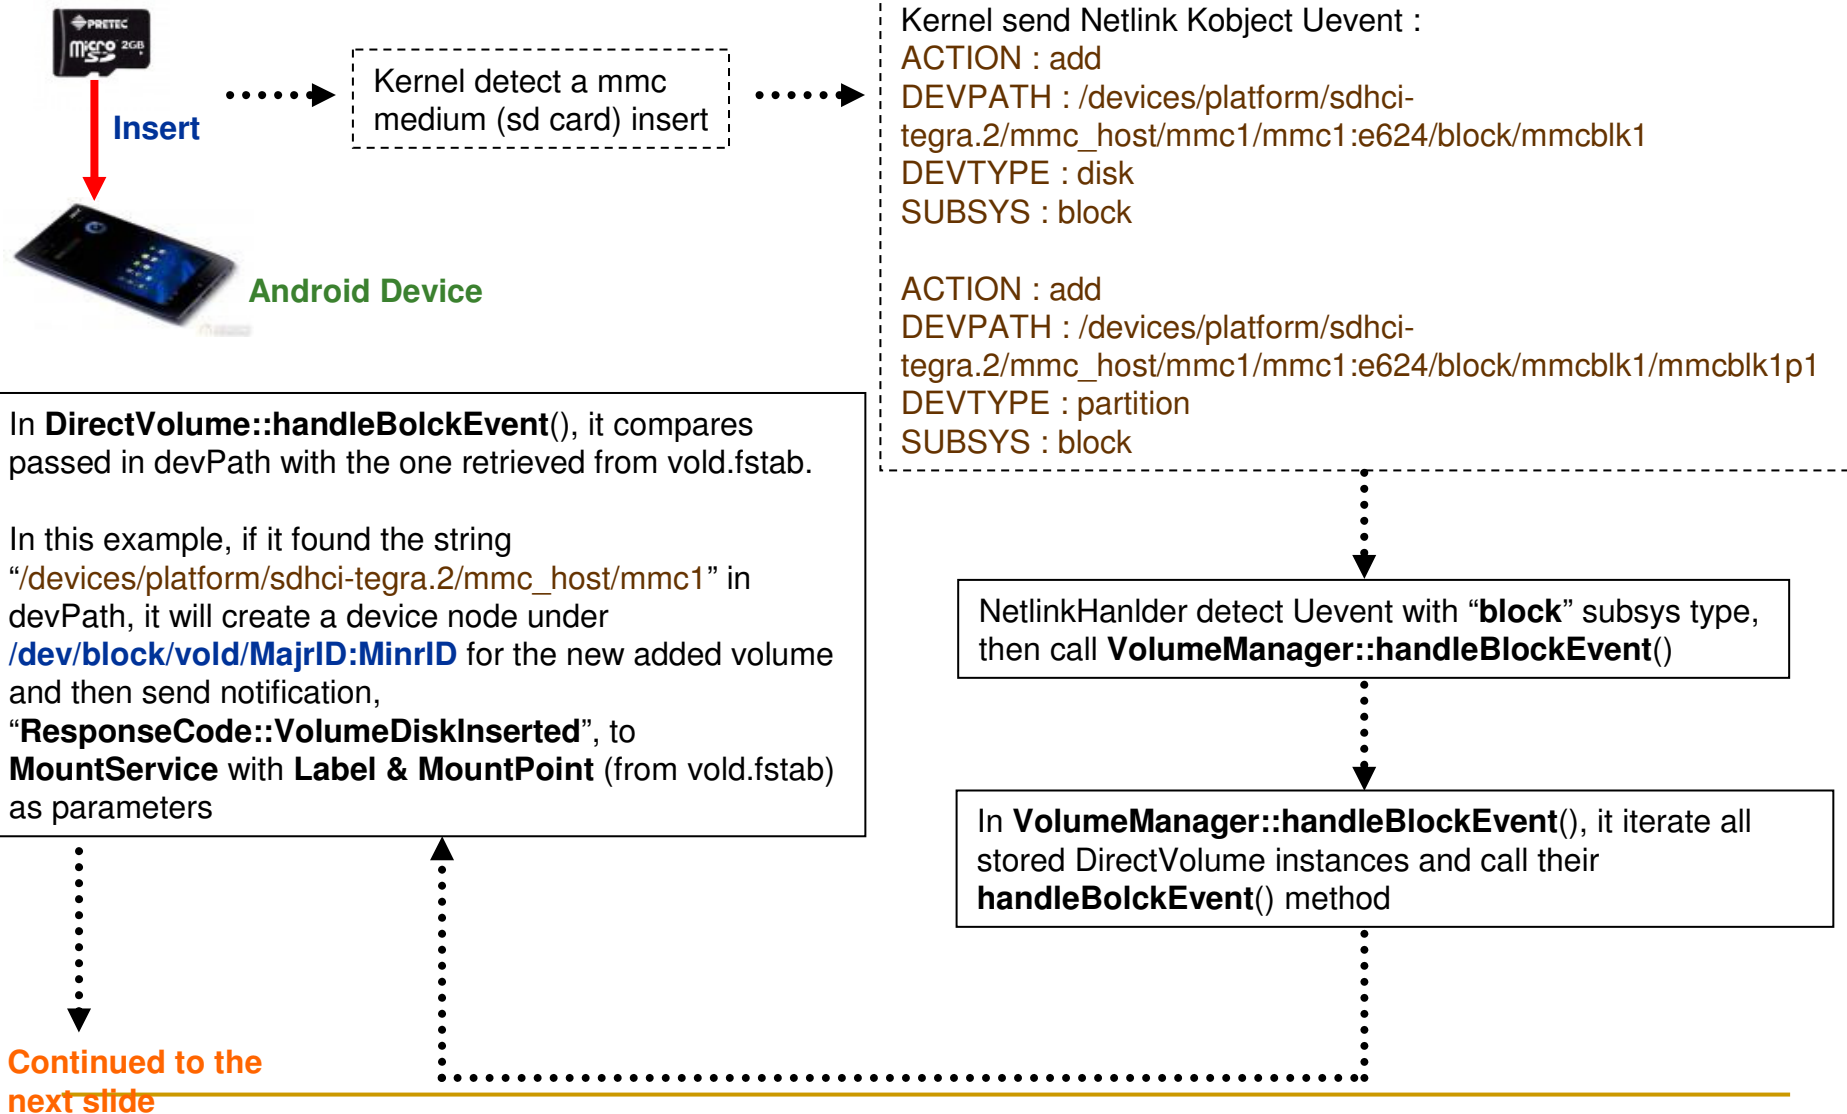 PRETEC
Micro SD 2GB
Insert
Android Device
Kernel detect a mmc
medium (sd card) insert
Kernel send Netlink Kobject Uevent :
ACTION : add
DEVPATH : /devices/platform/sdhci-
tegra.2/mmc_host/mmc1/mmc1:e624/block/mmcblk1
DEVTYPE : disk
SUBSYS : block
ACTION : add
DEVPATH : /devices/platform/sdhci-
tegra.2/mmc_host/mmc1/mmc1:e624/block/mmcblk1/mmcblk1p1
DEVTYPE : partition
SUBSYS : block
NetlinkHanlder detect Uevent with “block” subsys type,
then call VolumeManager::handleBlockEvent()
In VolumeManager::handleBlockEvent(), it iterate all
stored DirectVolume instances and call their
handleBolckEvent() method
In DirectVolume::handleBolckEvent(), it compares
passed in devPath with the one retrieved from vold.fstab.
In this example, if it found the string
“/devices/platform/sdhci-tegra.2/mmc_host/mmc1” in
devPath, it will create a device node under
/dev/block/vold/MajrID:MinrID for the new added volume
and then send notification,
“ResponseCode::VolumeDiskInserted”, to
MountService with Label & MountPoint (from vold.fstab)
as parameters
Continued to the
next slide